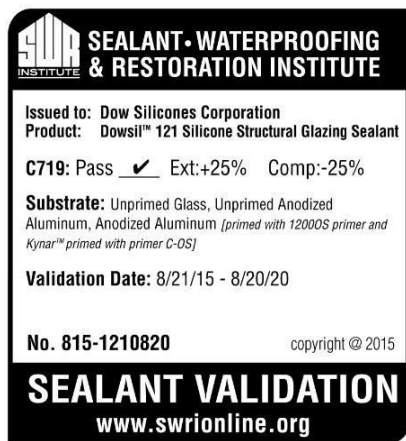 SWR
INSTITUTE
SEALANT • WATERPROOFING
& RESTORATION INSTITUTE
Issued to: Dow Silicones Corporation
Product: Dowsil™ 121 Silicone Structural Glazing Sealant
C719: Pass ✔ Ext:+25% Comp:-25%
Substrate: Unprimed Glass, Unprimed Anodized
Aluminum, Anodized Aluminum [primed with 1200OS primer and
Kynar™ primed with primer C-OS]
Validation Date: 8/21/15 - 8/20/20
No. 815-1210820 copyright @ 2015
SEALANT VALIDATION
www.swrionline.org